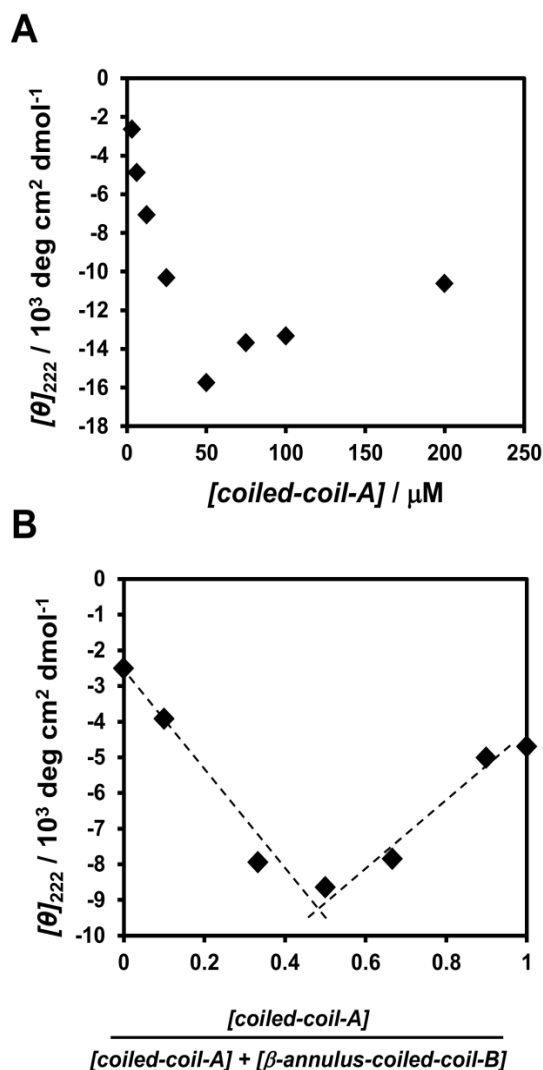 A
0
-2
-4
-6
-8
-10
-12
-14
-16
-18
0 50 100 150 200 250
[θ]222 / 10³ deg cm² dmol⁻¹
[coiled-coil-A] / μM
B
0
-1
-2
-3
-4
-5
-6
-7
-8
-9
-10
0 0.2 0.4 0.6 0.8 1
[θ]222 / 10³ deg cm² dmol⁻¹
[coiled-coil-A]
[coiled-coil-A] + [β-annulus-coiled-coil-B]